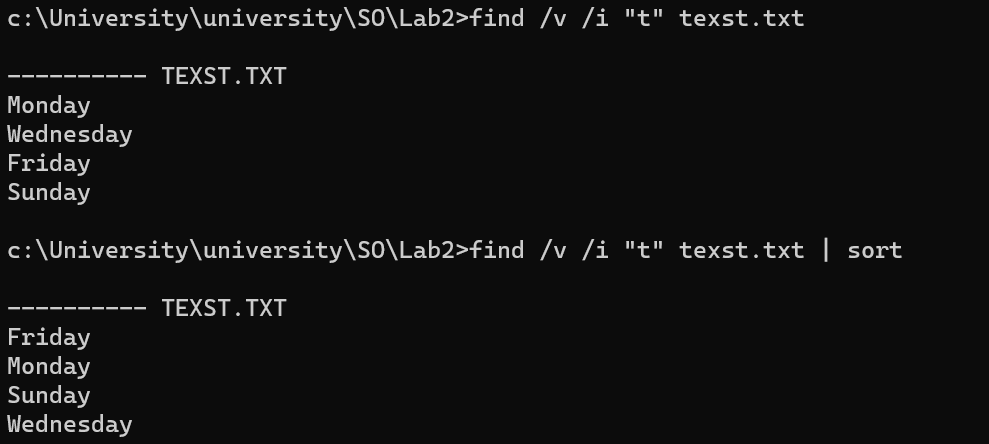 c:\University\university\SO\Lab2>find /v /i "t" texst.txt
---------- TEXST.TXT
Monday
Wednesday
Friday
Sunday
c:\University\university\SO\Lab2>find /v /i "t" texst.txt | sort
---------- TEXST.TXT
Friday
Monday
Sunday
Wednesday